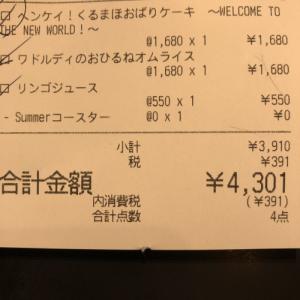 □ ヘンケイ！くるまほおばりケーキ ～WELCOME TO
THE NEW WORLD！～
@1,680 x 1 ¥1,680
□ ワドルディのおひるねオムライス
@1,680 x 1 ¥1,680
□ リンゴジュース
@550 x 1 ¥550
- Summerコースター @0 x 1 ¥0
小計 ¥3,910
税 ¥391
合計金額 ¥4,301
内消費税 (¥391)
合計点数 4点